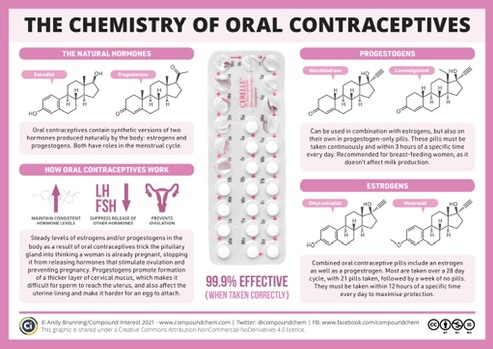 THE CHEMISTRY OF ORAL CONTRACEPTIVES
THE NATURAL HORMONES
Estradiol
Progesterone
OH
HO
O
O
Oral contraceptives contain synthetic versions of two
hormones produced naturally by the body: estrogens and
progestogens. Both have roles in the menstrual cycle.
HOW ORAL CONTRACEPTIVES WORK
LH
FSH
MAINTAIN CONSISTENT
HORMONE LEVELS
SUPPRESS RELEASE OF
OTHER HORMONES
PREVENTS
OVULATION
Steady levels of estrogens and/or progestogens in the
body as a result of oral contraceptives trick the pituitary
gland into thinking a woman is already pregnant, stopping
it from releasing hormones that stimulate ovulation and
preventing pregnancy. Progestogens promote formation
of a thicker layer of cervical mucus, which makes it
difficult for sperm to reach the uterus, and also affect the
uterine lining and make it harder for an egg to attach.
CERELLE
99.9% EFFECTIVE
(WHEN TAKEN CORRECTLY)
PROGESTOGENS
Norethisterone
Levonorgestrel
HO
HO
O
O
Can be used in combination with estrogens, but also on
their own in progestogen-only pills. These pills must be
taken continuously and within 3 hours of a specific time
every day. Recommended for breast-feeding women, as it
doesn't affect milk production.
ESTROGENS
Ethinylestradiol
Mestranol
HO
HO
HO
O
Combined oral contraceptive pills include an estrogen
as well as a progestogen. Most are taken over a 28 day
cycle, with 21 pills taken, followed by a week of no pills.
They must be taken within 12 hours of a specific time
every day to maximise protection.
Ci
© Andy Brunning/Compound Interest 2021 - www.compoundchem.com | Twitter: @compoundchem | FB: www.facebook.com/compoundchem
This graphic is shared under a Creative Commons Attribution-NonCommercial-NoDerivatives 4.0 licence.